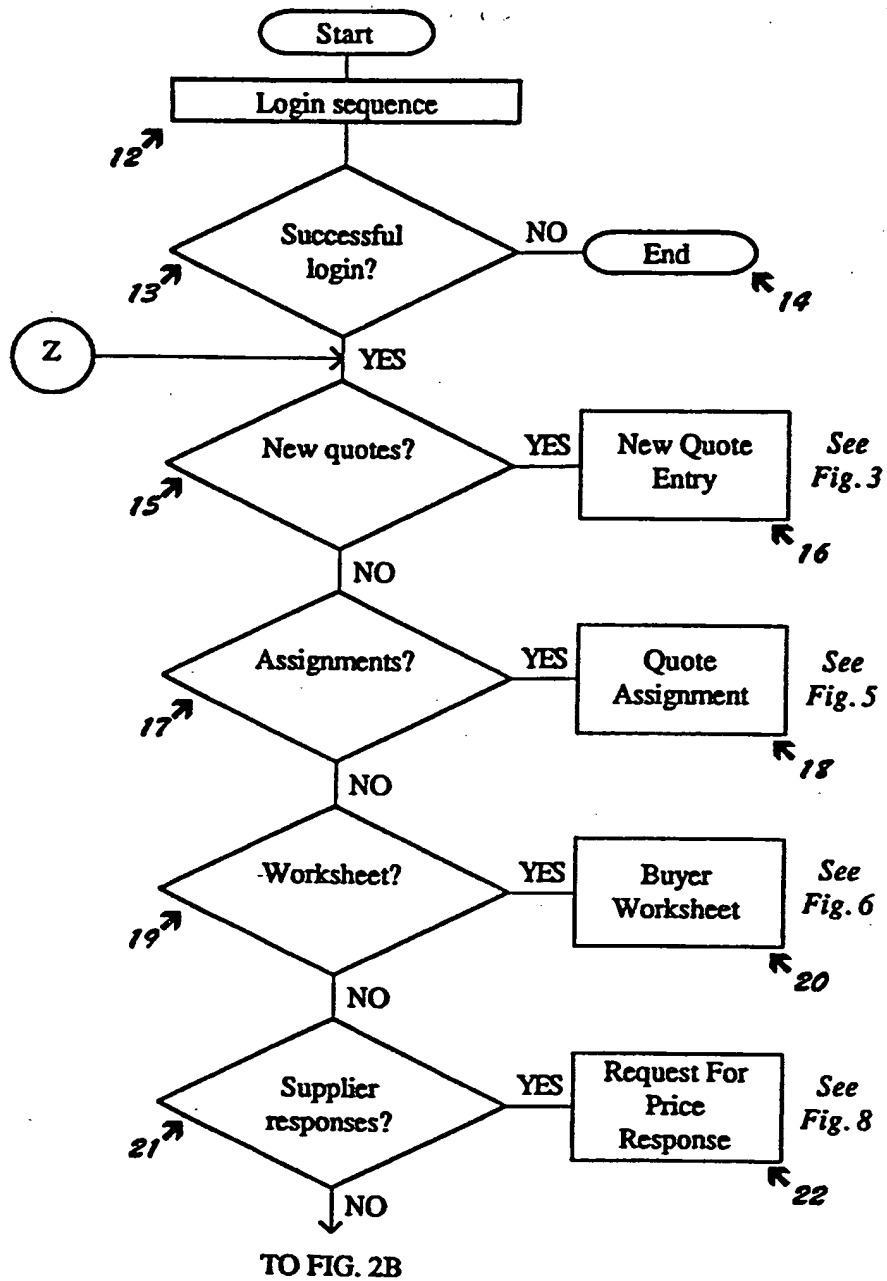 Start
Login sequence
12
Successful
login?
13
NO
End
14
Z
YES
New quotes?
15
YES
New Quote
Entry
16
See
Fig. 3
NO
Assignments?
17
YES
Quote
Assignment
18
See
Fig. 5
NO
Worksheet?
19
YES
Buyer
Worksheet
20
See
Fig. 6
NO
Supplier
responses?
21
YES
Request For
Price
Response
22
See
Fig. 8
NO
TO FIG. 2B